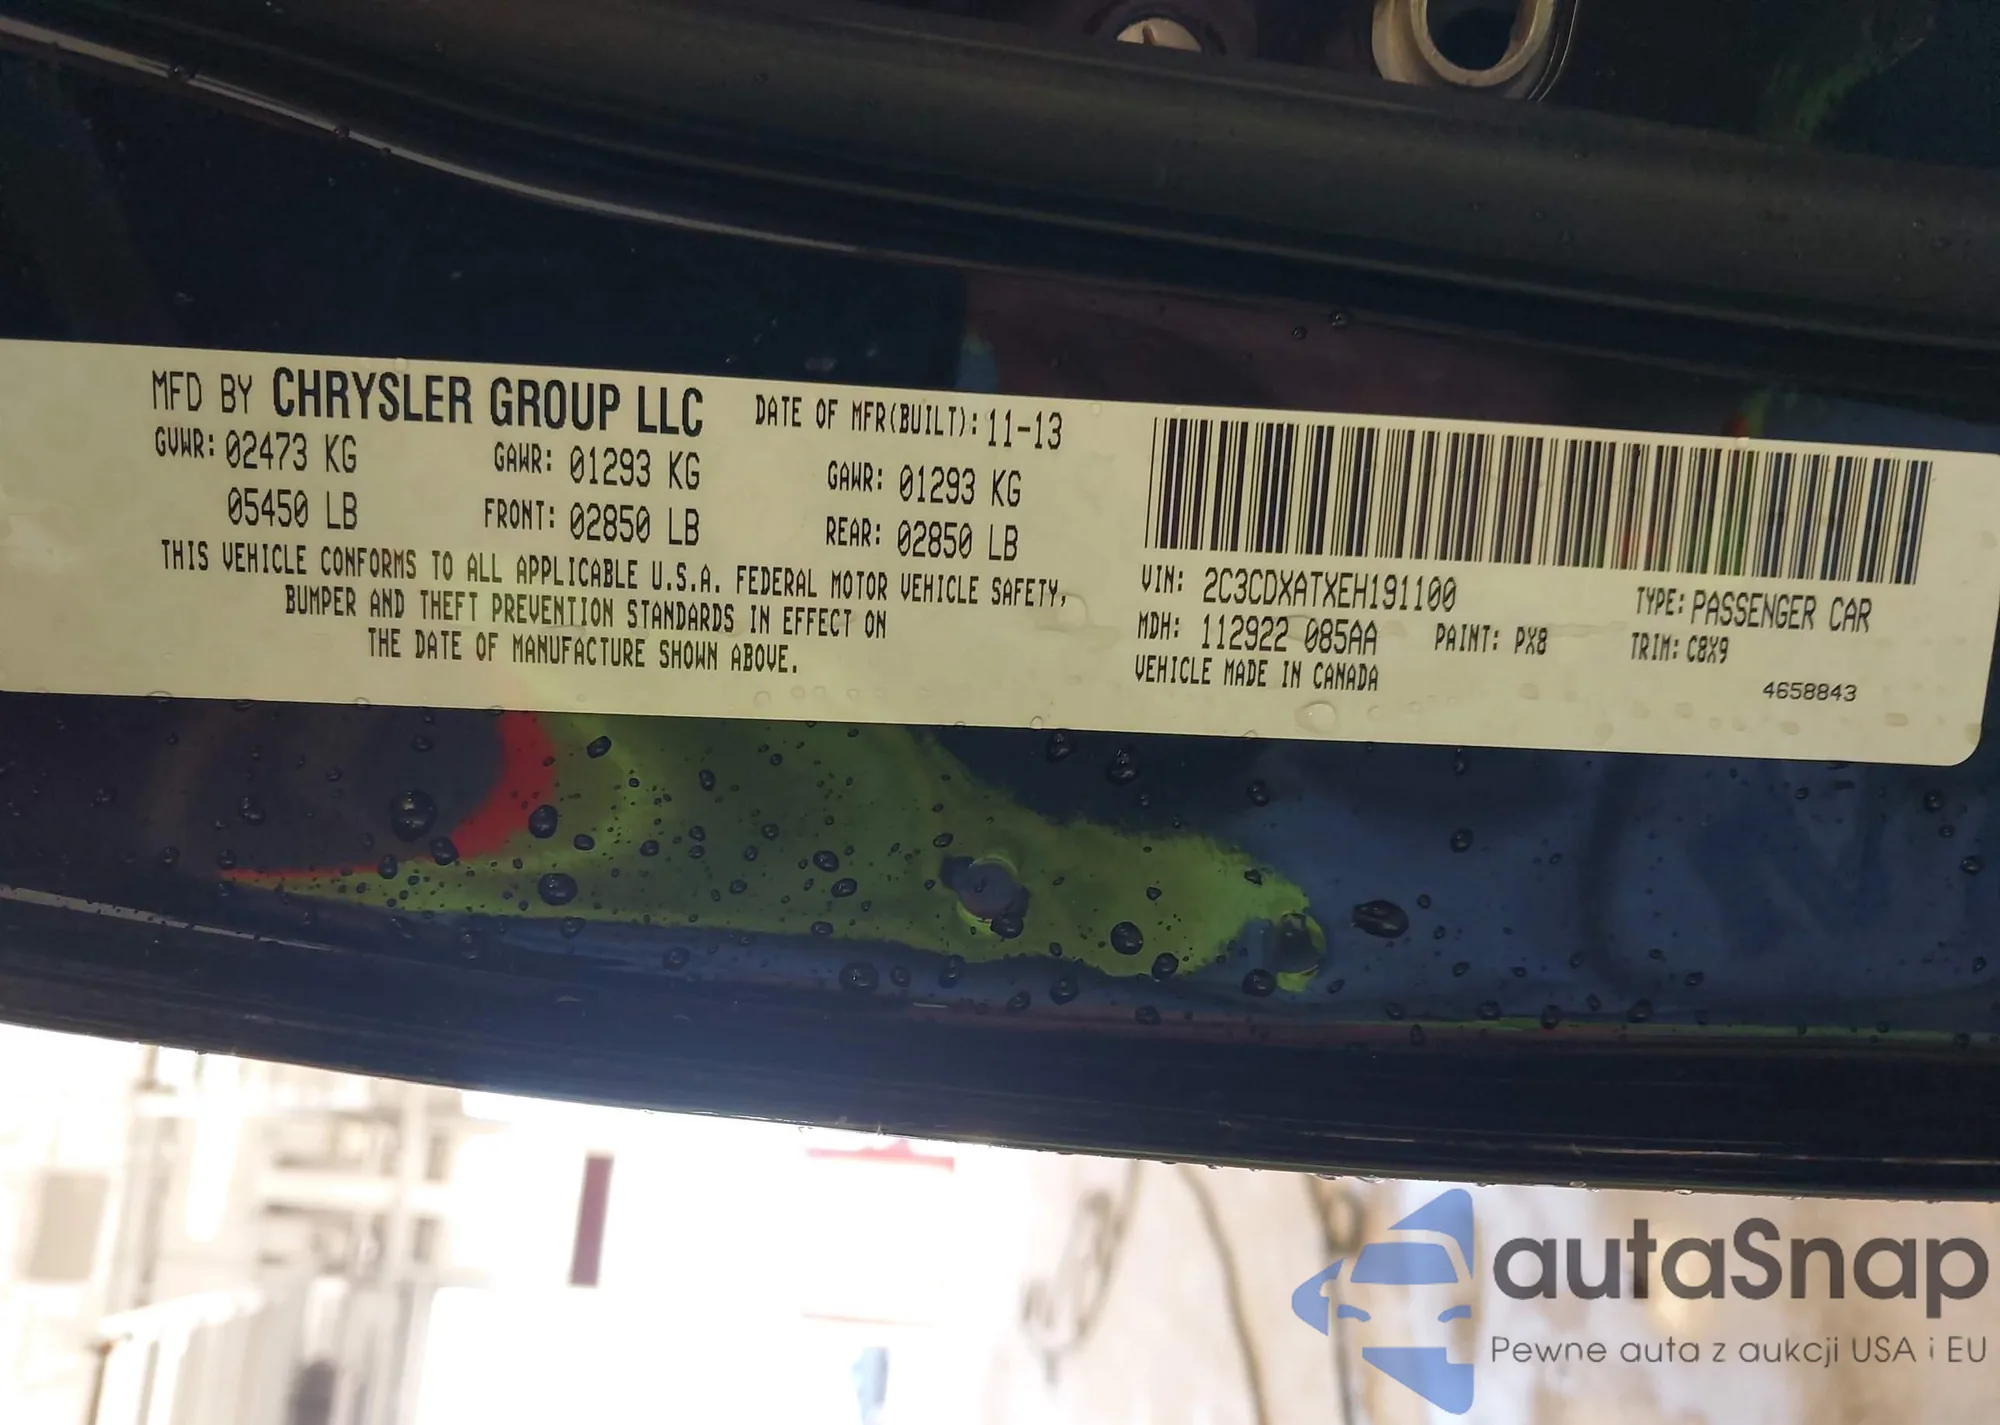 MFD BY CHRYSLER GROUP LLC DATE OF MFR(BUILT): 11-13
GVWR: 02473 KG GAWR: 01293 KG GAWR: 01293 KG
05450 LB FRONT: 02850 LB REAR: 02850 LB
THIS VEHICLE CONFORMS TO ALL APPLICABLE U.S.A. FEDERAL MOTOR VEHICLE SAFETY,
BUMPER AND THEFT PREVENTION STANDARDS IN EFFECT ON
THE DATE OF MANUFACTURE SHOWN ABOVE.
VIN: 2C3CDXATXEH191100 TYPE: PASSENGER CAR
MDH: 112922 085AA PAINT: PX8 TRIM: C8X9
VEHICLE MADE IN CANADA
4658843
autaSnap
Pewne auta z aukcji USA i EU